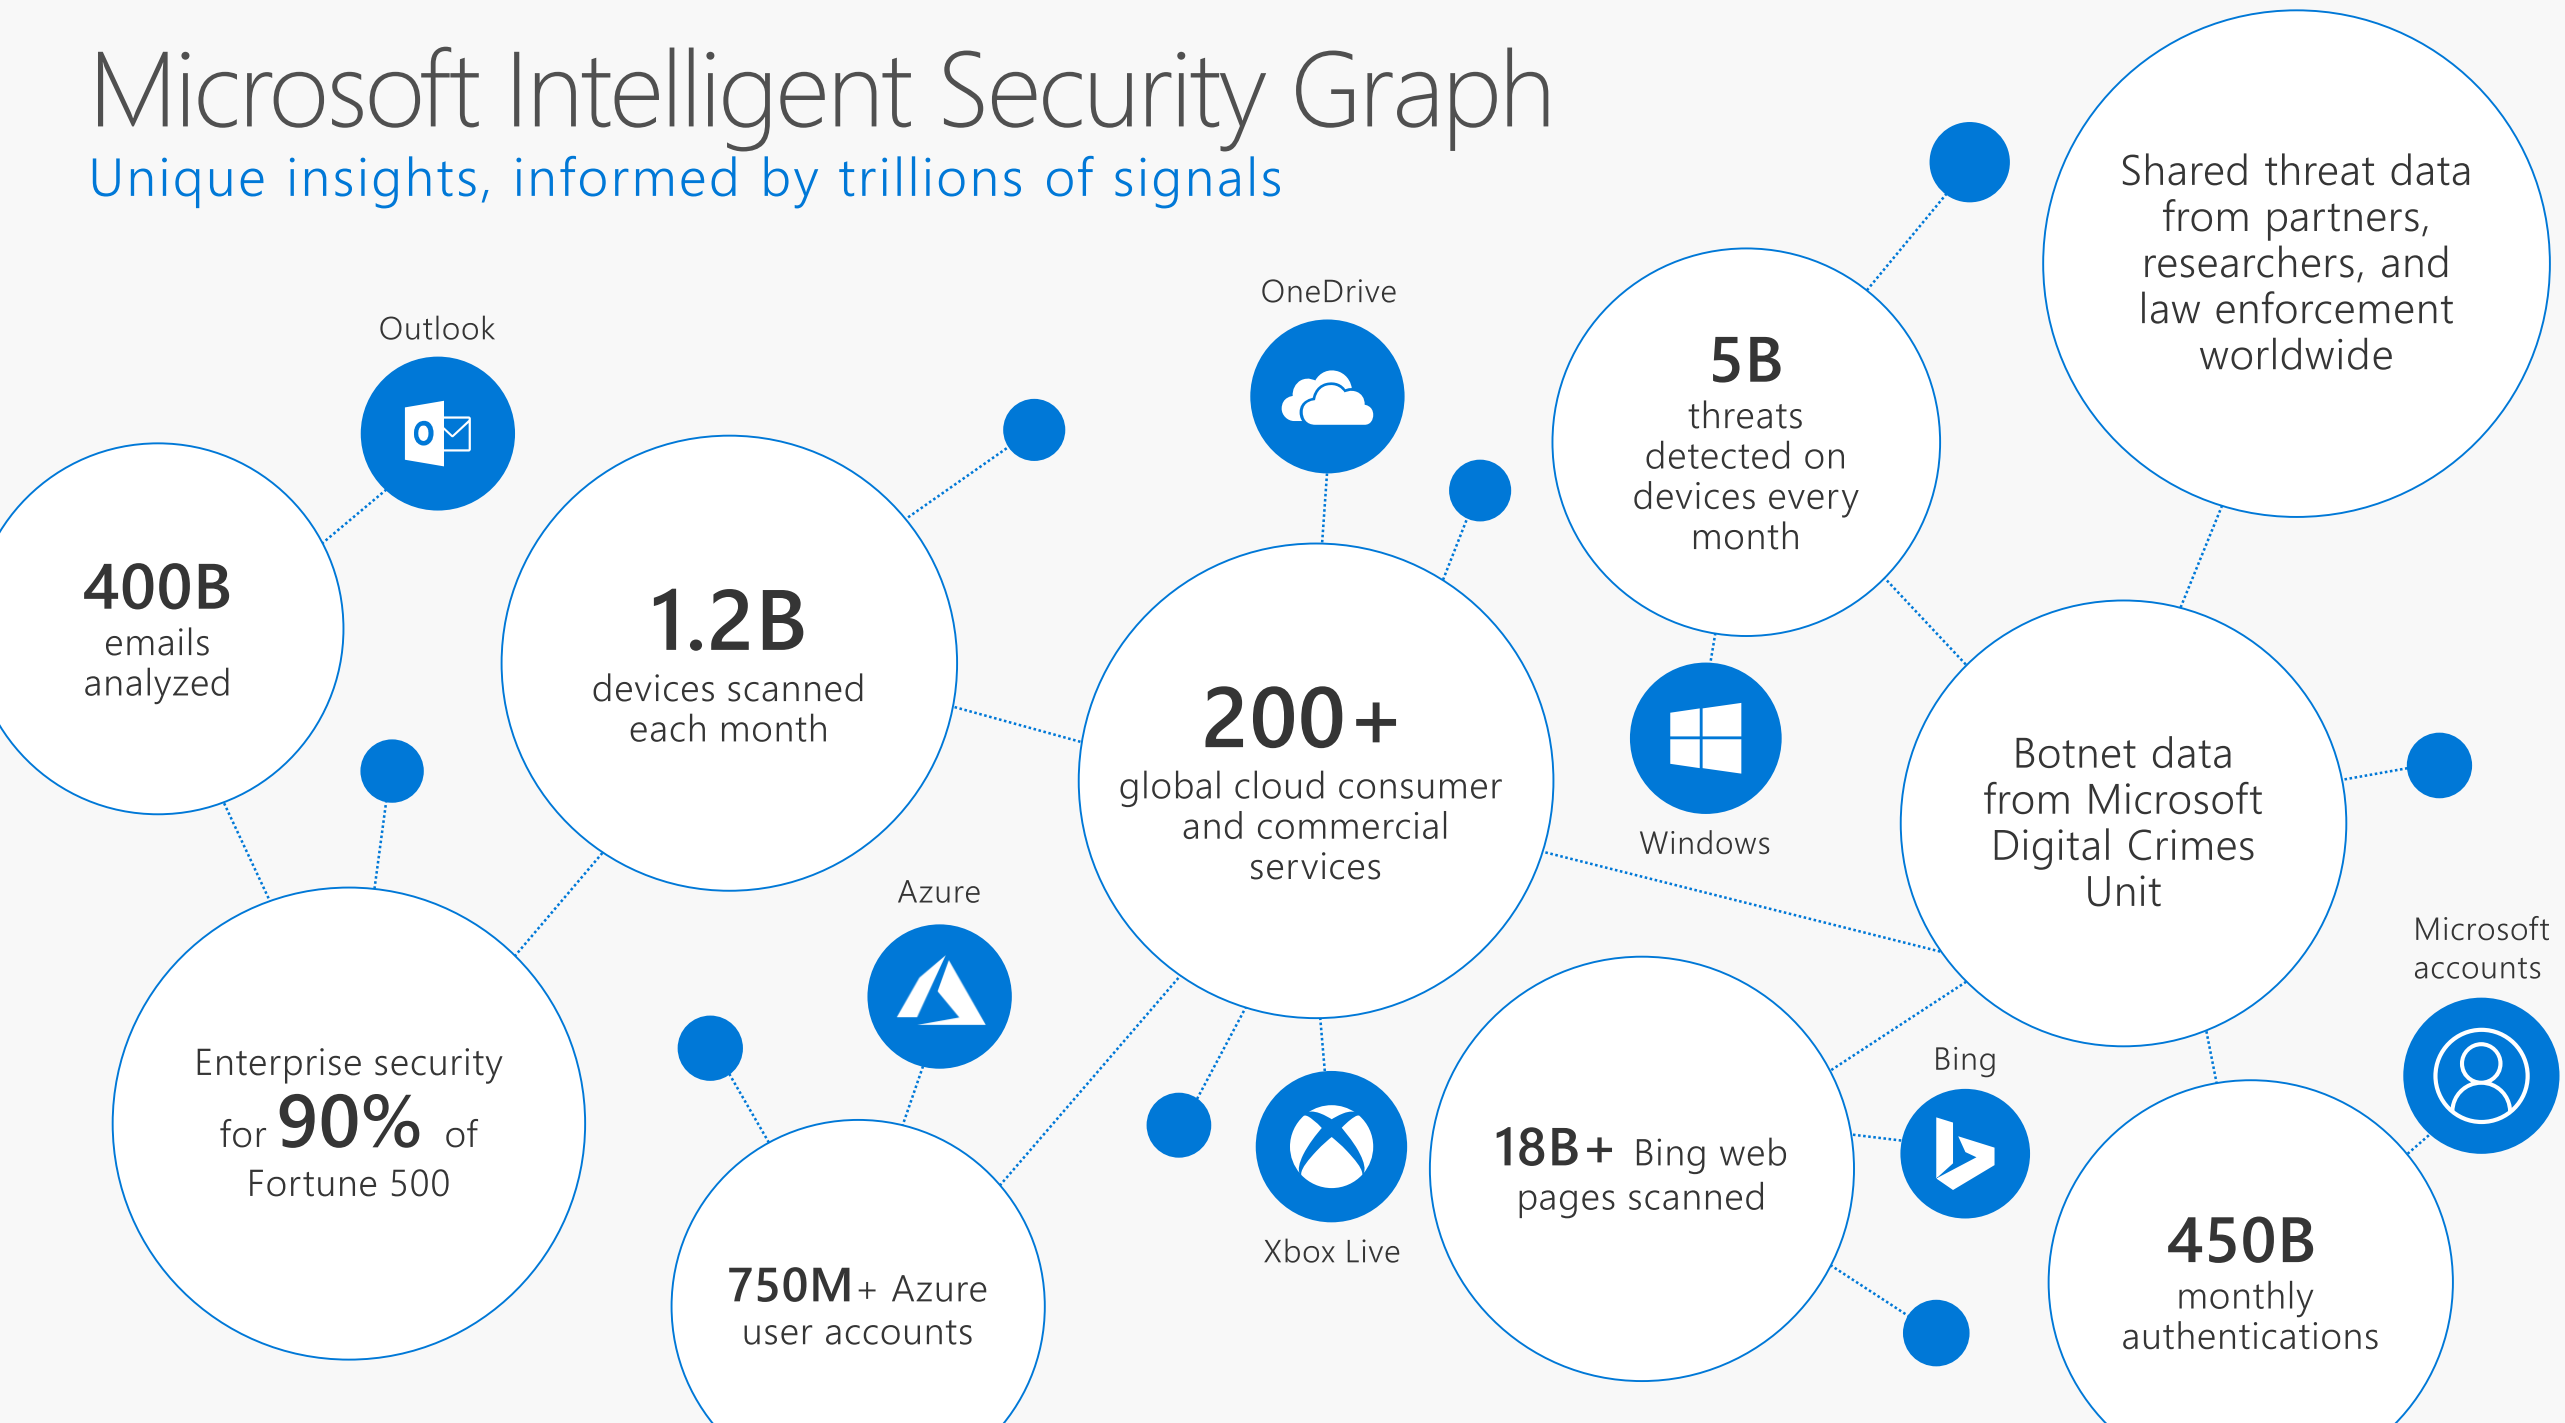 Microsoft Intelligent Security Graph
Unique insights, informed by trillions of signals
Outlook
400B
emails
analyzed
1.2B
devices scanned
each month
OneDrive
200+
global cloud consumer
and commercial
services
5B
threats
detected on
devices every
month
Shared threat data
from partners,
researchers, and
law enforcement
worldwide
Windows
Botnet data
from Microsoft
Digital Crimes
Unit
Enterprise security
for 90% of
Fortune 500
Azure
750M+ Azure
user accounts
Xbox Live
18B+ Bing web
pages scanned
Bing
Microsoft
accounts
450B
monthly
authentications